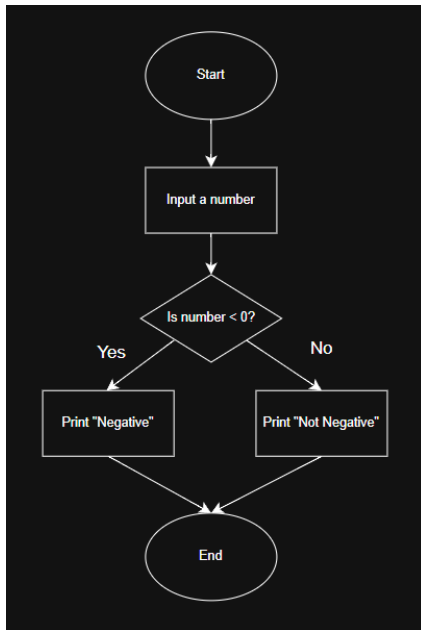 Start
Input a number
Is number < 0?
Yes
No
Print "Negative"
Print "Not Negative"
End